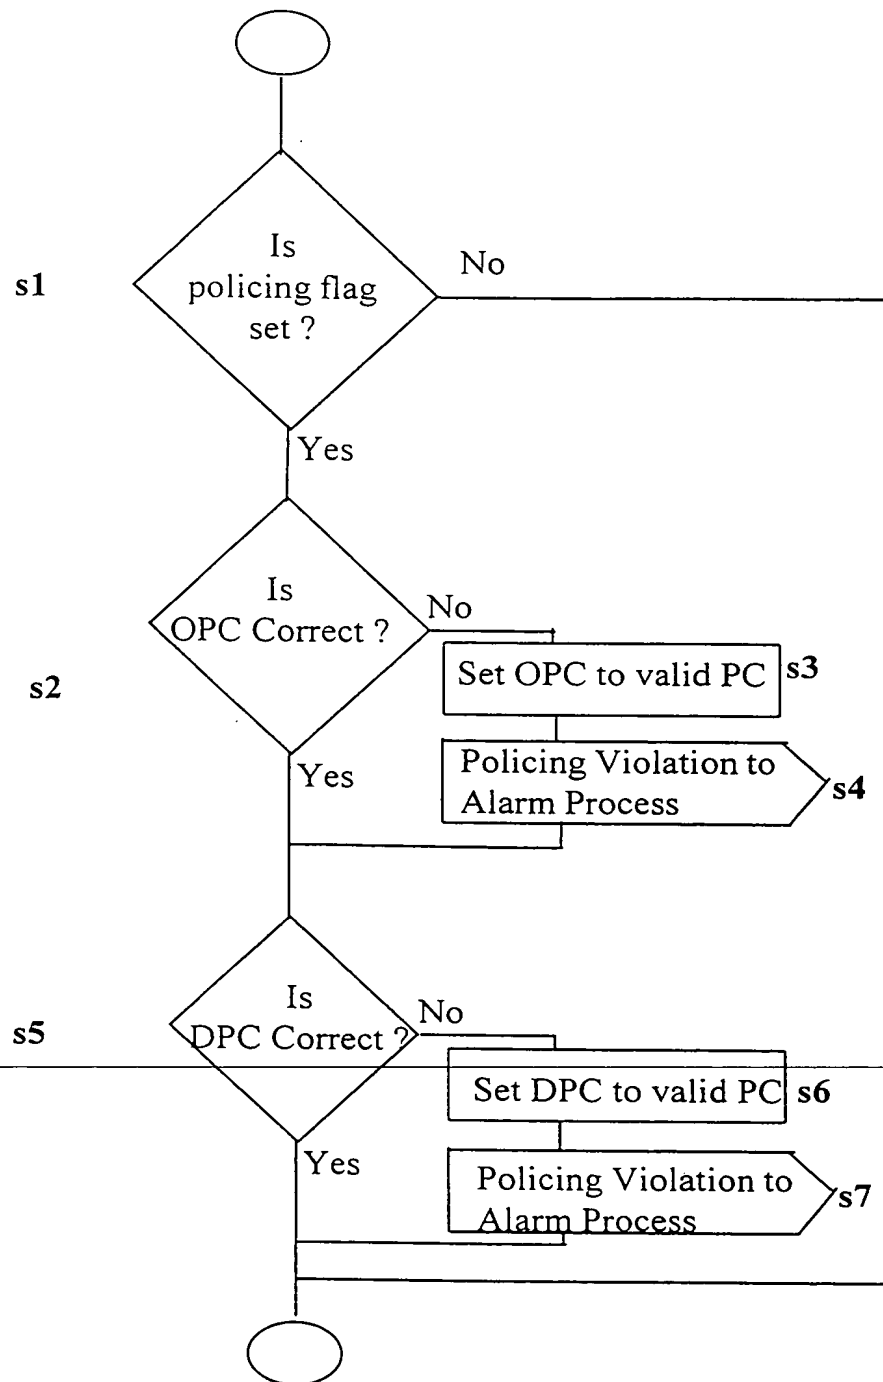 Is
policing flag
set ?
No
s1
Yes
Is
OPC Correct ?
No
s2
Set OPC to valid PC
s3
Yes
Policing Violation to
Alarm Process
s4
Is
DPC Correct ?
No
s5
Set DPC to valid PC
s6
Yes
Policing Violation to
Alarm Process
s7